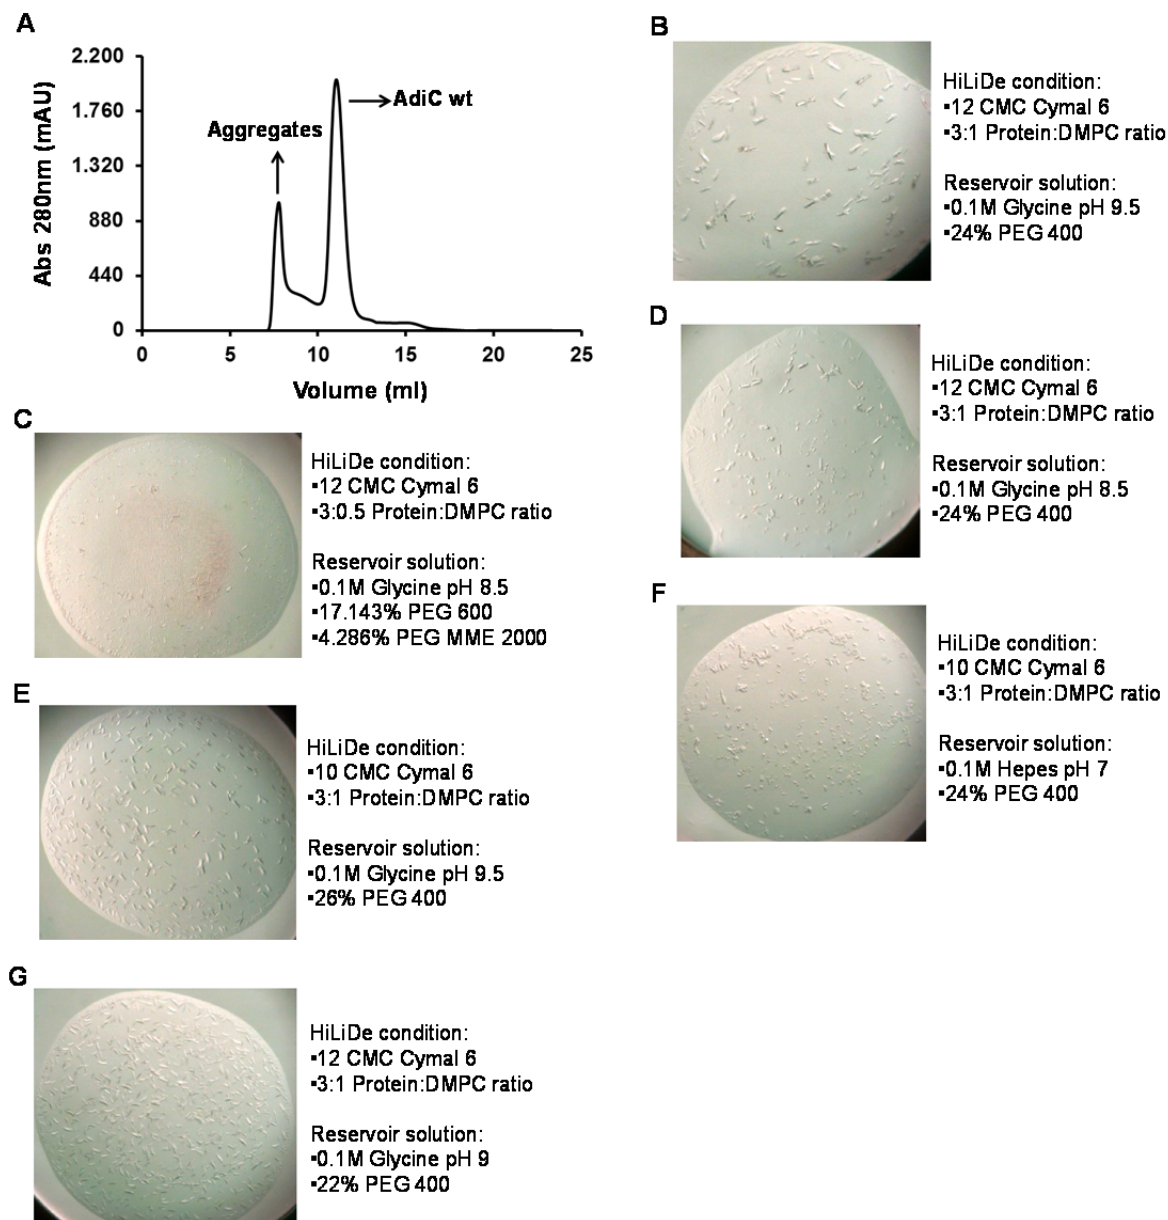 A
2.200
1.760
1.320
880
440
0
Abs 280nm (mAU)
Aggregates
AdiC wt
0 5 10 15 20 25
Volume (ml)
B
HiLiDe condition:
▪12 CMC Cymal 6
▪3:1 Protein:DMPC ratio
Reservoir solution:
▪0.1M Glycine pH 9.5
▪24% PEG 400
C
HiLiDe condition:
▪12 CMC Cymal 6
▪3:0.5 Protein:DMPC ratio
Reservoir solution:
▪0.1M Glycine pH 8.5
▪17.143% PEG 600
▪4.286% PEG MME 2000
D
HiLiDe condition:
▪12 CMC Cymal 6
▪3:1 Protein:DMPC ratio
Reservoir solution:
▪0.1M Glycine pH 8.5
▪24% PEG 400
E
HiLiDe condition:
▪10 CMC Cymal 6
▪3:1 Protein:DMPC ratio
Reservoir solution:
▪0.1M Glycine pH 9.5
▪26% PEG 400
F
HiLiDe condition:
▪10 CMC Cymal 6
▪3:1 Protein:DMPC ratio
Reservoir solution:
▪0.1M Hepes pH 7
▪24% PEG 400
G
HiLiDe condition:
▪12 CMC Cymal 6
▪3:1 Protein:DMPC ratio
Reservoir solution:
▪0.1M Glycine pH 9
▪22% PEG 400